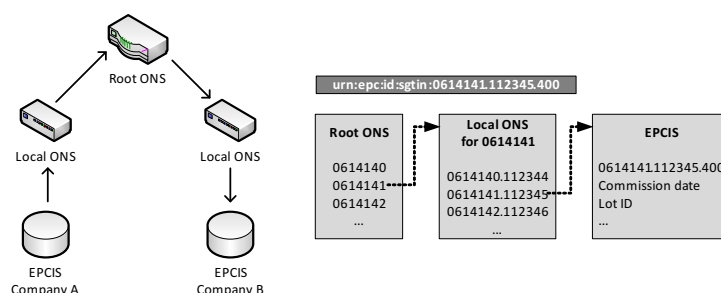 Root ONS
Local ONS
Local ONS
EPCIS
Company A
EPCIS
Company B
urn:epc:id:sgtin:0614141.112345.400
Root ONS
0614140
0614141
0614142
...
Local ONS
for 0614141
0614140.112344
0614141.112345
0614142.112346
...
EPCIS
0614141.112345.400
Commission date
Lot ID
...